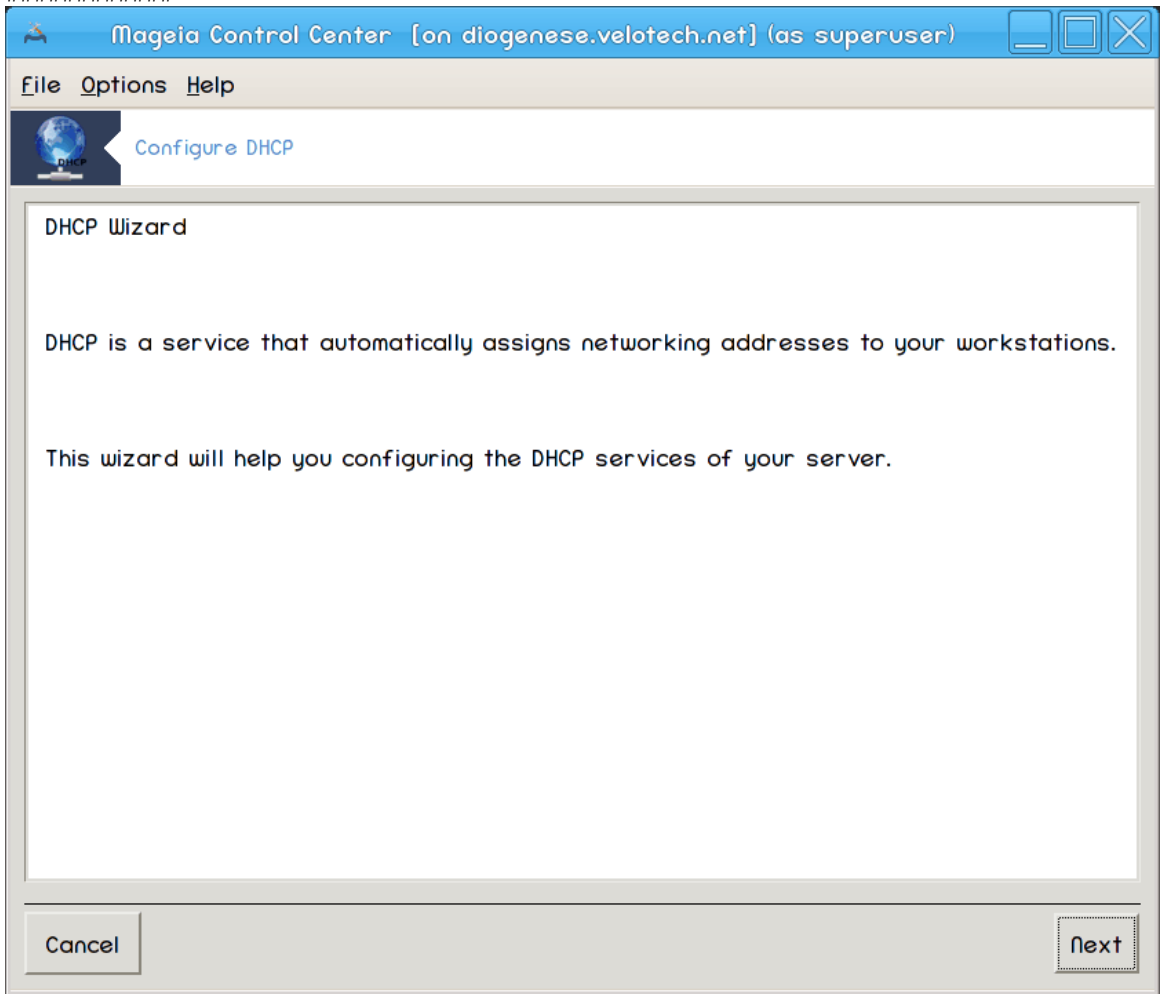 Mageia Control Center [on diogenese.velotech.net] (as superuser)
File Options Help
DHCP
Configure DHCP
DHCP Wizard
DHCP is a service that automatically assigns networking addresses to your workstations.
This wizard will help you configuring the DHCP services of your server.
Cancel
Next